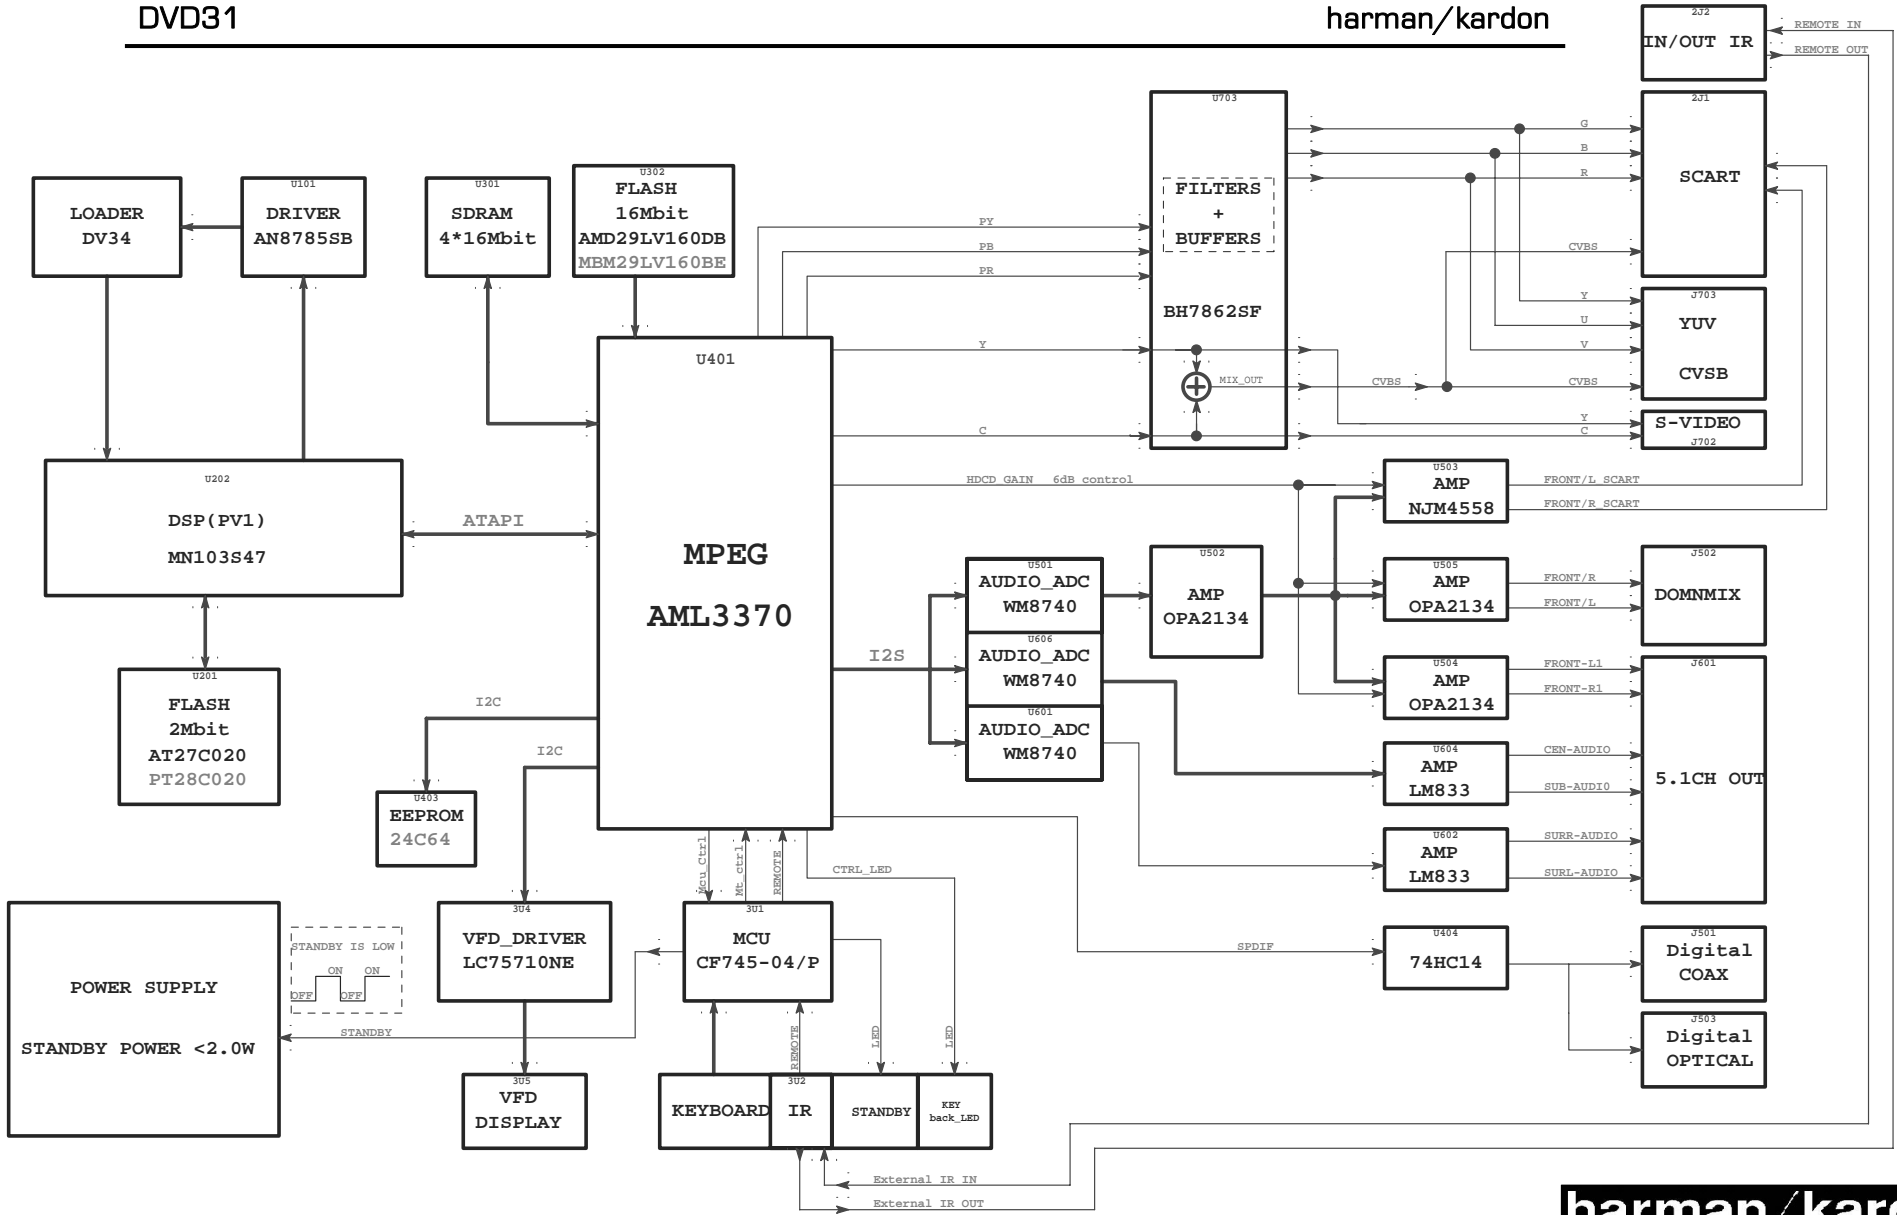 DVD31
harman/kardon
2J2
IN/OUT IR
REMOTE IN
REMOTE OUT
U703
FILTERS
+
BUFFERS
BH7862SF
MIX_OUT
G
B
R
CVBS
Y
U
V
CVBS
CVBS
Y
C
2J1
SCART
J703
YUV
CVSB
S-VIDEO
J702
LOADER
DV34
U101
DRIVER
AN8785SB
U301
SDRAM
4*16Mbit
U302
FLASH
16Mbit
AMD29LV160DB
MBM29LV160BE
PY
PB
PR
Y
C
U401
MPEG
AML3370
U202
DSP(PV1)
MN103S47
ATAPI
U201
FLASH
2Mbit
AT27C020
PT28C020
I2C
I2C
U403
EEPROM
24C64
HDCD GAIN 6dB control
I2S
U501
AUDIO_ADC
WM8740
U606
AUDIO_ADC
WM8740
U601
AUDIO_ADC
WM8740
U502
AMP
OPA2134
U503
AMP
NJM4558
FRONT/L SCART
FRONT/R_SCART
U505
AMP
OPA2134
FRONT/R
FRONT/L
J502
DOMNMIX
U504
AMP
OPA2134
FRONT-L1
FRONT-R1
J601
5.1CH OUT
U604
AMP
LM833
CEN-AUDIO
SUB-AUDI0
U602
AMP
LM833
SURR-AUDIO
SURL-AUDIO
Mcu_Ctrl
Mt_ctrl
REMOTE
CTRL_LED
POWER SUPPLY
STANDBY POWER <2.0W
STANDBY IS LOW
ON
ON
OFF
OFF
STANDBY
3U4
VFD_DRIVER
LC75710NE
3U5
VFD
DISPLAY
3U1
MCU
CF745-04/P
REMOTE
LED
LED
KEYBOARD
3U2
IR
STANDBY
KEY
back_LED
SPDIF
U404
74HC14
J501
Digital
COAX
J503
Digital
OPTICAL
External IR IN
External IR OUT
harman/kard